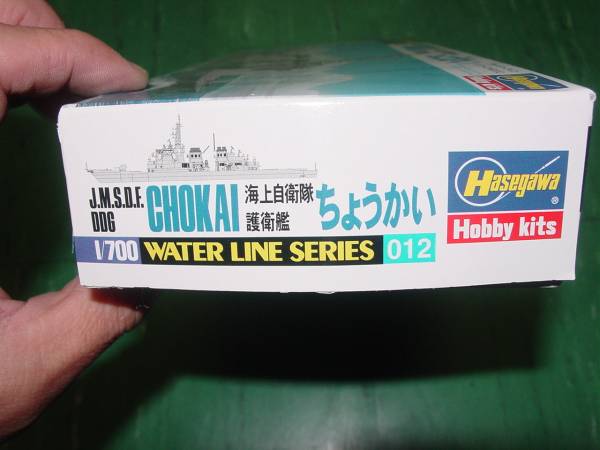 J.M.S.D.F.
DDG
CHOKAI
海上自衛隊
護衛艦
ちょうかい
1/700 WATER LINE SERIES 012
Hasegawa®
Hobby kits